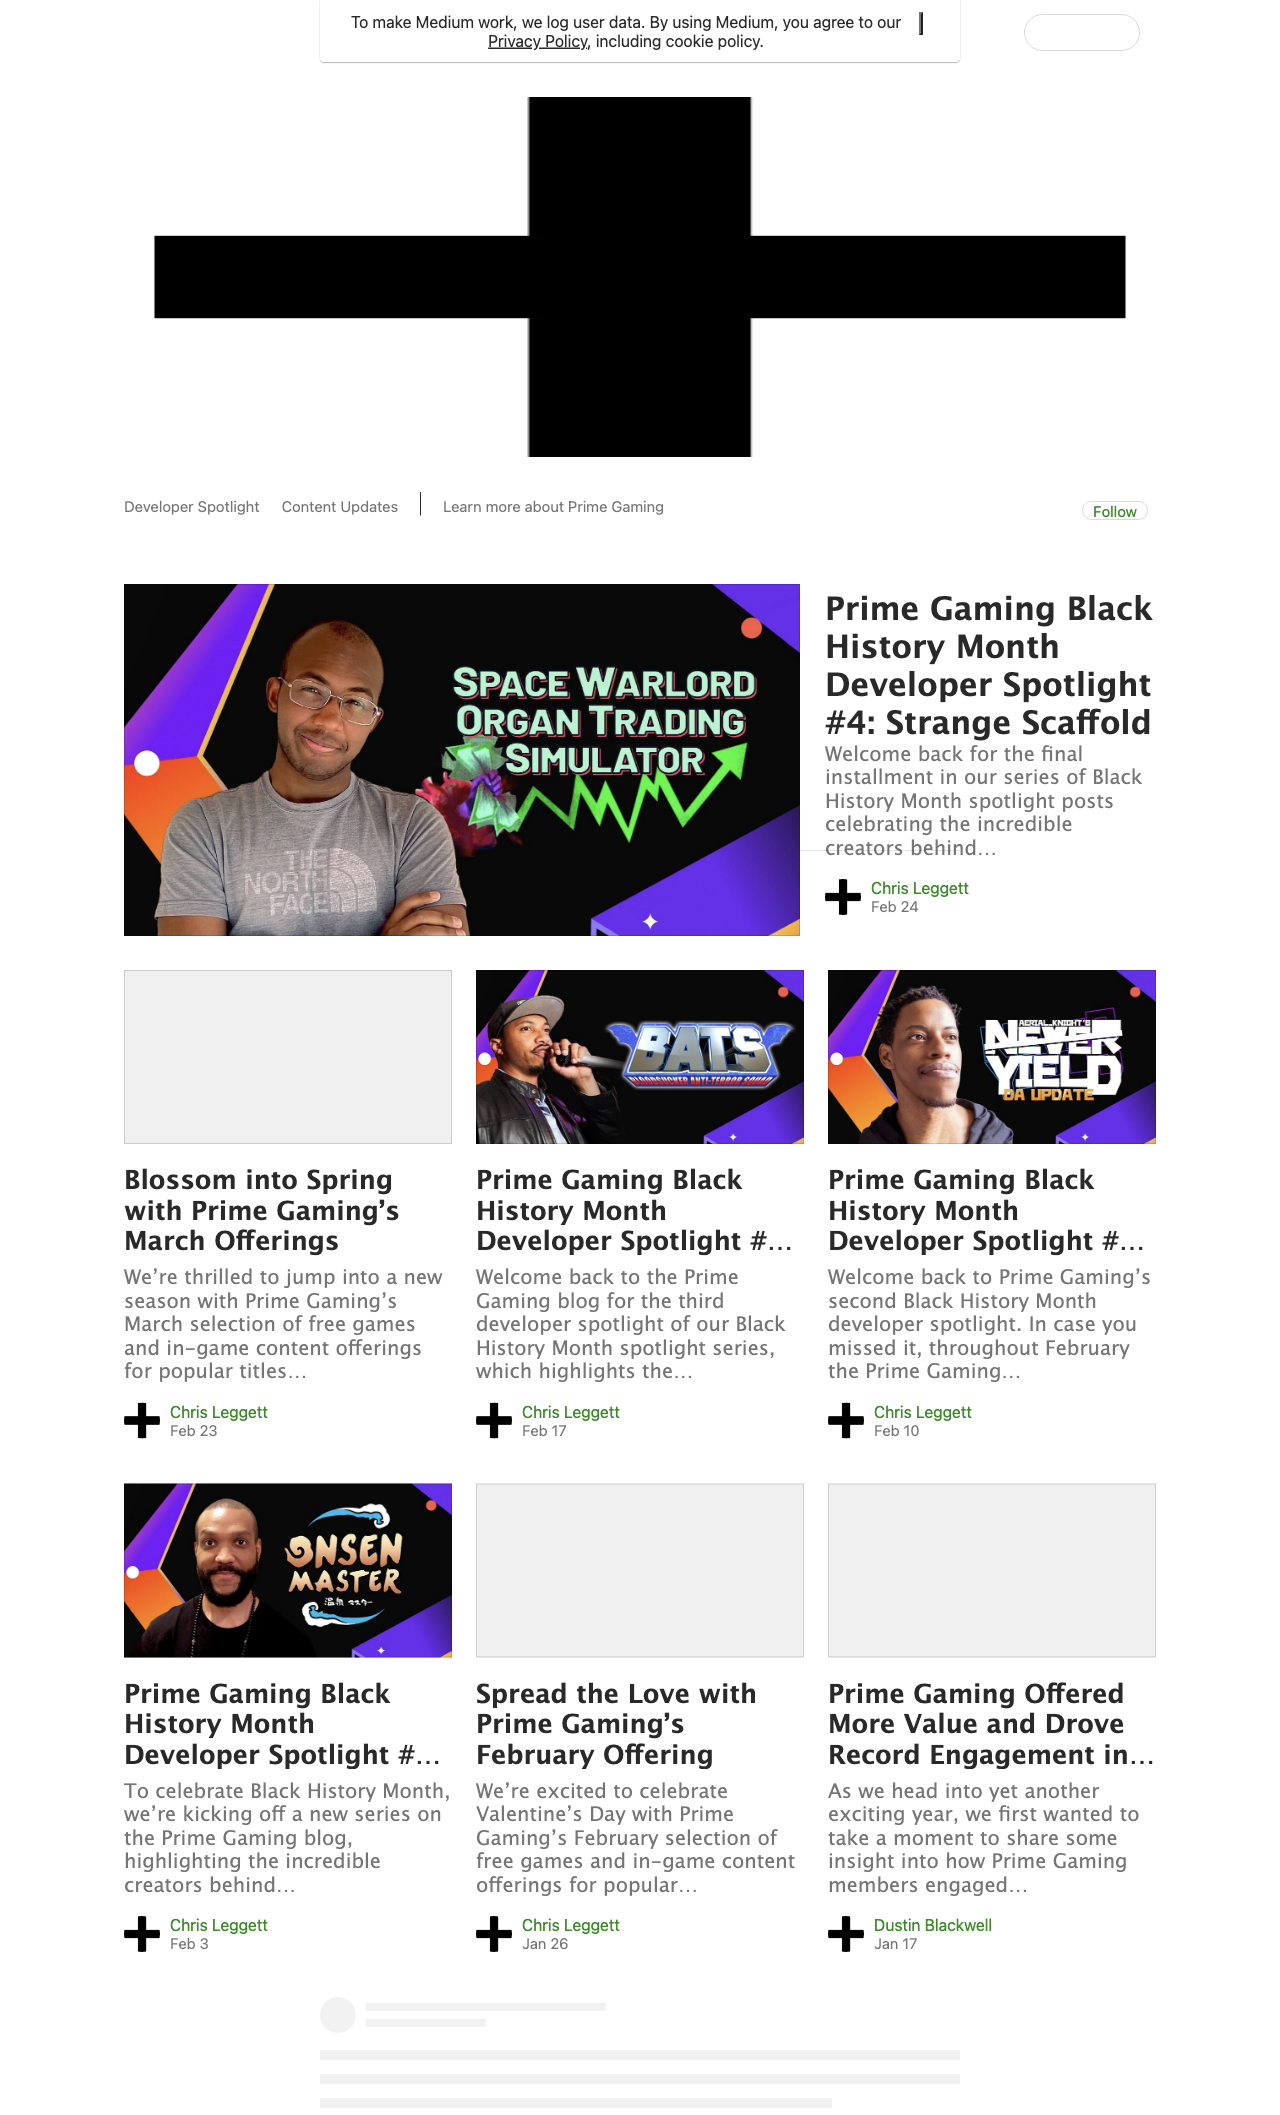 To make Medium work, we log user data. By using Medium, you agree to our
Privacy Policy, including cookie policy.
Developer Spotlight
Content Updates
Learn more about Prime Gaming
Follow
SPACE WARLORD
ORGAN TRADING
SIMULATOR
THE
NORTH
FACE
Prime Gaming Black
History Month
Developer Spotlight
#4: Strange Scaffold
Welcome back for the final
installment in our series of Black
History Month spotlight posts
celebrating the incredible
creators behind…
Chris Leggett
Feb 24
Blossom into Spring
with Prime Gaming’s
March Offerings
We’re thrilled to jump into a new
season with Prime Gaming’s
March selection of free games
and in-game content offerings
for popular titles…
Chris Leggett
Feb 23
BATS
BLOODSUCKER ANTI-TERROR SQUAD
Prime Gaming Black
History Month
Developer Spotlight #…
Welcome back to the Prime
Gaming blog for the third
developer spotlight of our Black
History Month spotlight series,
which highlights the…
Chris Leggett
Feb 17
AERIAL_KNIGHT'S
NEVER
YIELD
DA UPDATE
Prime Gaming Black
History Month
Developer Spotlight #…
Welcome back to Prime Gaming’s
second Black History Month
developer spotlight. In case you
missed it, throughout February
the Prime Gaming…
Chris Leggett
Feb 10
ONSEN
MASTER
温泉 マスター
Prime Gaming Black
History Month
Developer Spotlight #…
To celebrate Black History Month,
we’re kicking off a new series on
the Prime Gaming blog,
highlighting the incredible
creators behind…
Chris Leggett
Feb 3
Spread the Love with
Prime Gaming’s
February Offering
We’re excited to celebrate
Valentine’s Day with Prime
Gaming’s February selection of
free games and in-game content
offerings for popular…
Chris Leggett
Jan 26
Prime Gaming Offered
More Value and Drove
Record Engagement in…
As we head into yet another
exciting year, we first wanted to
take a moment to share some
insight into how Prime Gaming
members engaged…
Dustin Blackwell
Jan 17